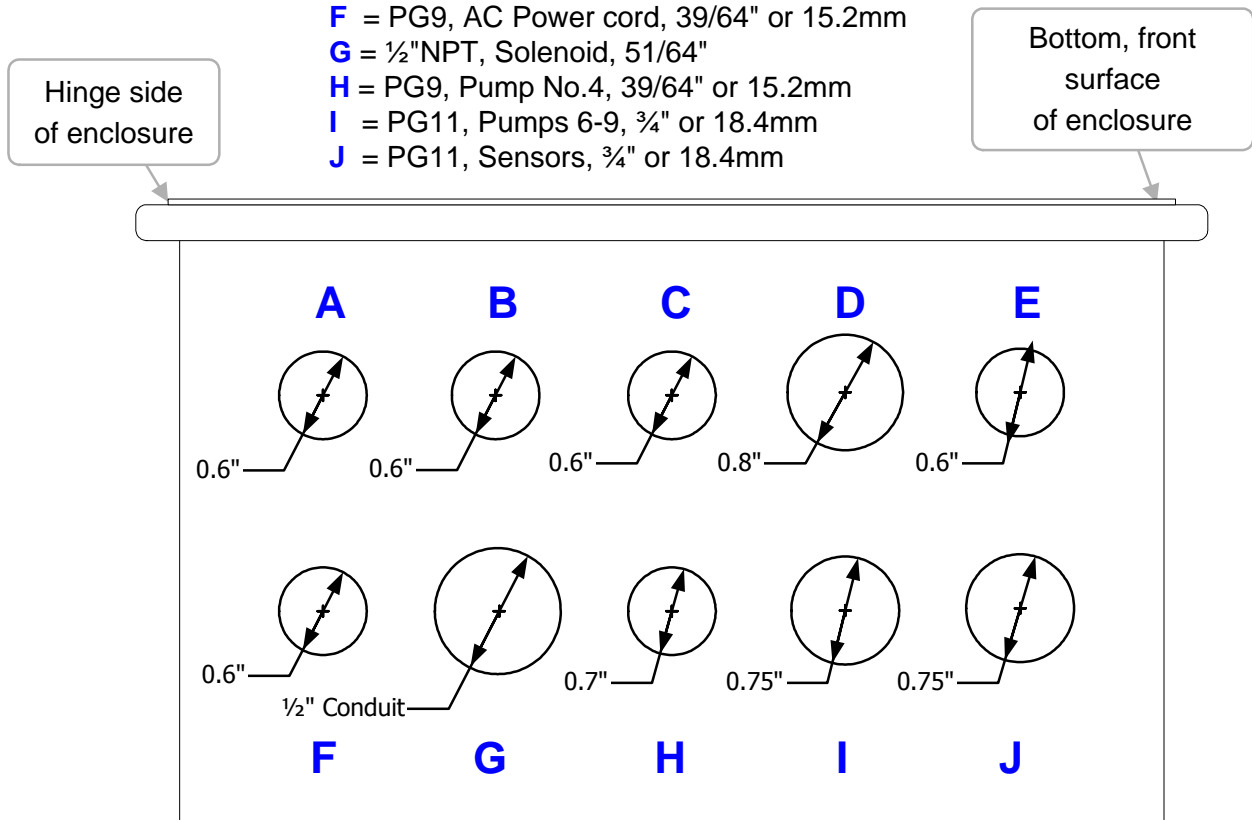 F = PG9, AC Power cord, 39/64" or 15.2mm
G = ½"NPT, Solenoid, 51/64"
H = PG9, Pump No.4, 39/64" or 15.2mm
I = PG11, Pumps 6-9, ¾" or 18.4mm
J = PG11, Sensors, ¾" or 18.4mm
Hinge side
of enclosure
Bottom, front
surface
of enclosure
A B C D E
0.6" 0.6" 0.6" 0.8" 0.6"
0.6" ½" Conduit 0.7" 0.75" 0.75"
F G H I J